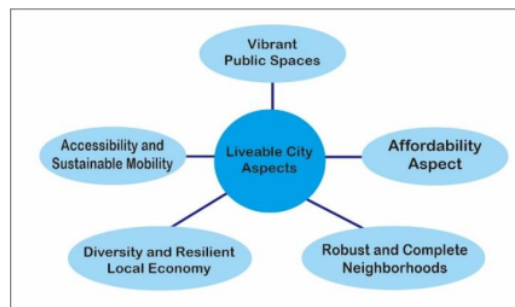 Vibrant
Public Spaces
Accessibility and
Sustainable Mobility
Liveable City
Aspects
Affordability
Aspect
Diversity and Resilient
Local Economy
Robust and Complete
Neighborhoods